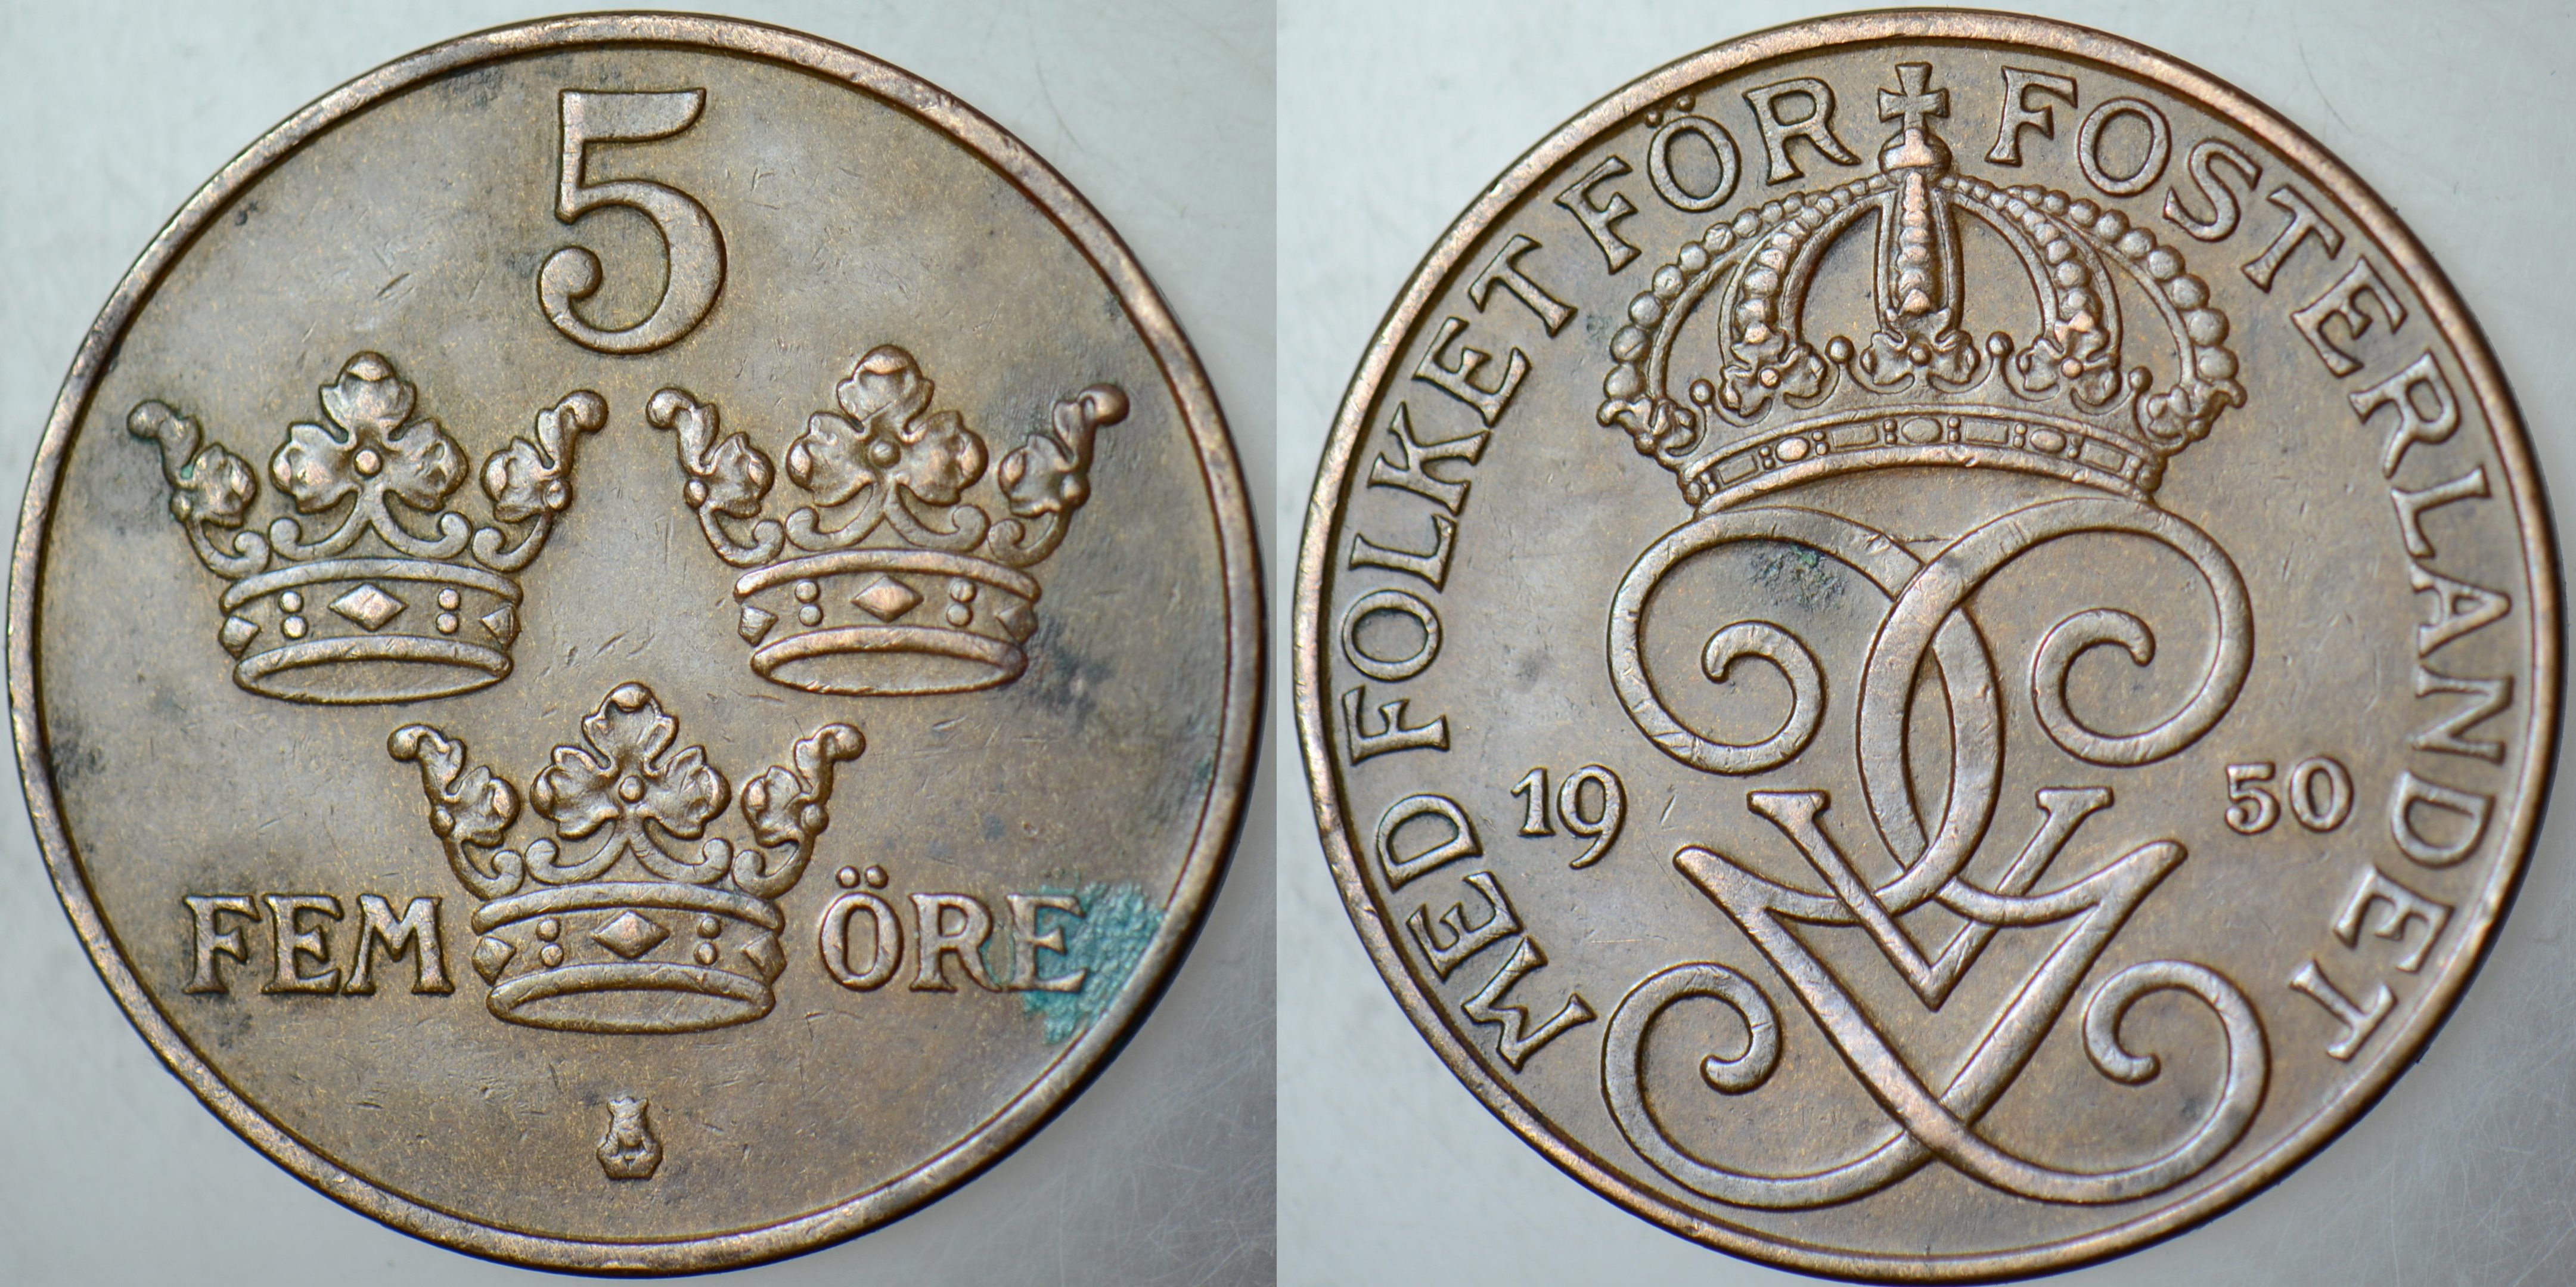 5
FEM ÖRE
MED FOLKET FÖR FOSTERLANDET
19 50